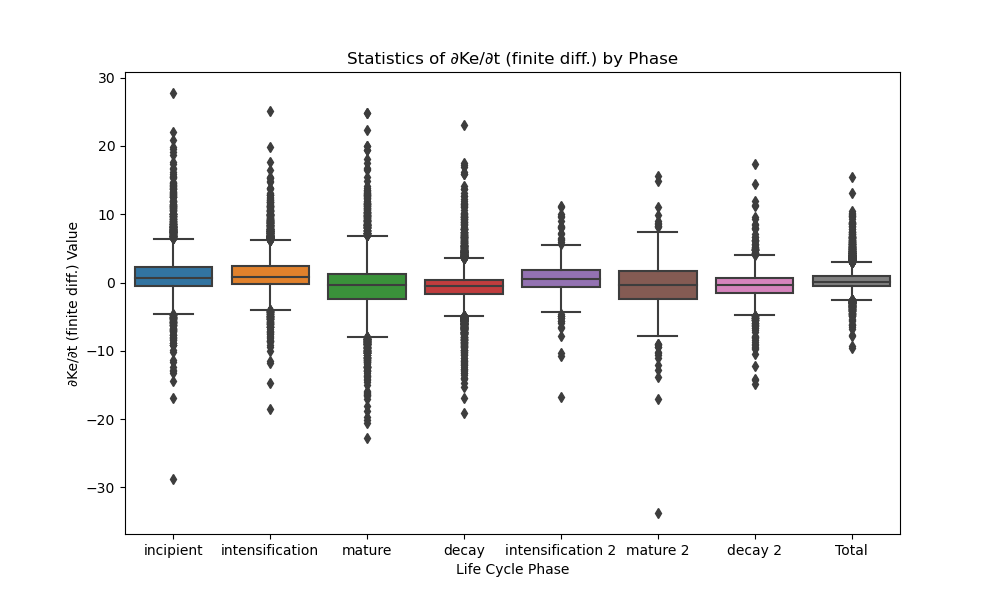 Statistics of ∂Ke/∂t (finite diff.) by Phase
∂Ke/∂t (finite diff.) Value
30
20
10
0
−10
−20
−30
incipient
intensification
mature
decay
intensification 2
mature 2
decay 2
Total
Life Cycle Phase